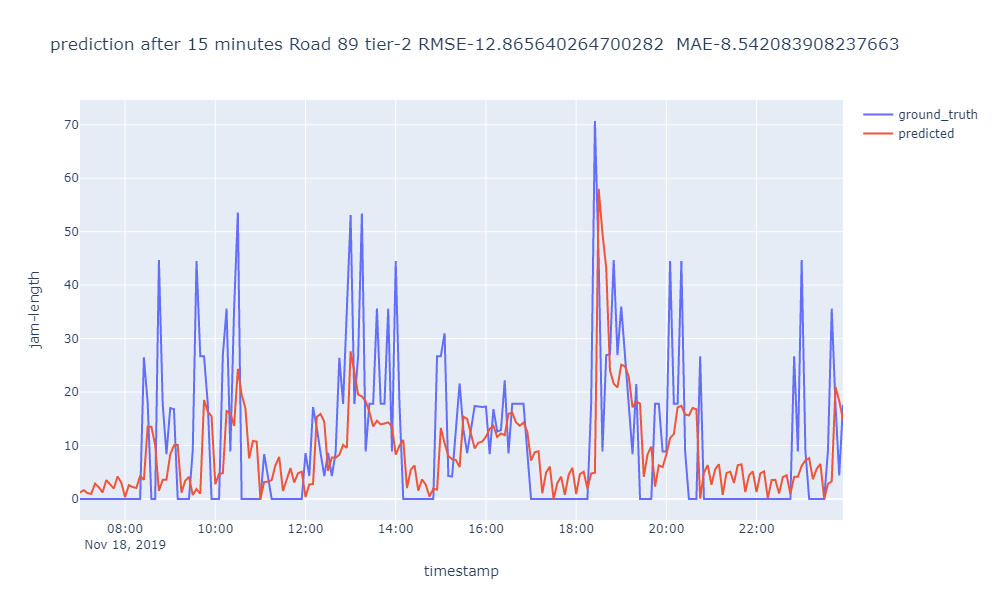 prediction after 15 minutes Road 89 tier-2 RMSE-12.865640264700282  MAE-8.542083908237663
ground_truth
predicted
70
60
50
40
30
20
10
0
jam-length
08:00 10:00 12:00 14:00 16:00 18:00 20:00 22:00
Nov 18, 2019
timestamp